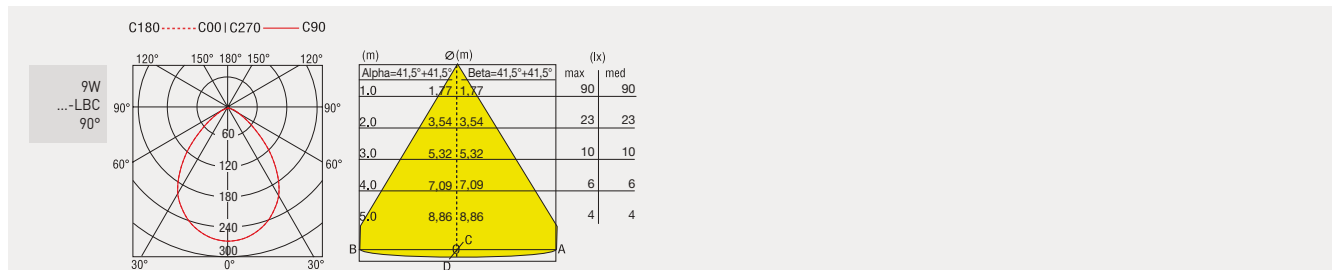 C180 ------- C00 | C270 ——— C90
9W
...-LBC
90°
120° 150° 180° 150° 120°
90° 90°
60
60° 120 60°
180
240
300
30° 0° 30°
(m) Ø(m) (lx)
Alpha=41,5°+41,5° Beta=41,5°+41,5° max med
1.0 1,77 1,77 90 90
2.0 3,54 3,54 23 23
3.0 5,32 5,32 10 10
4.0 7,09 7,09 6 6
5.0 8,86 8,86 4 4
C
B O A
D